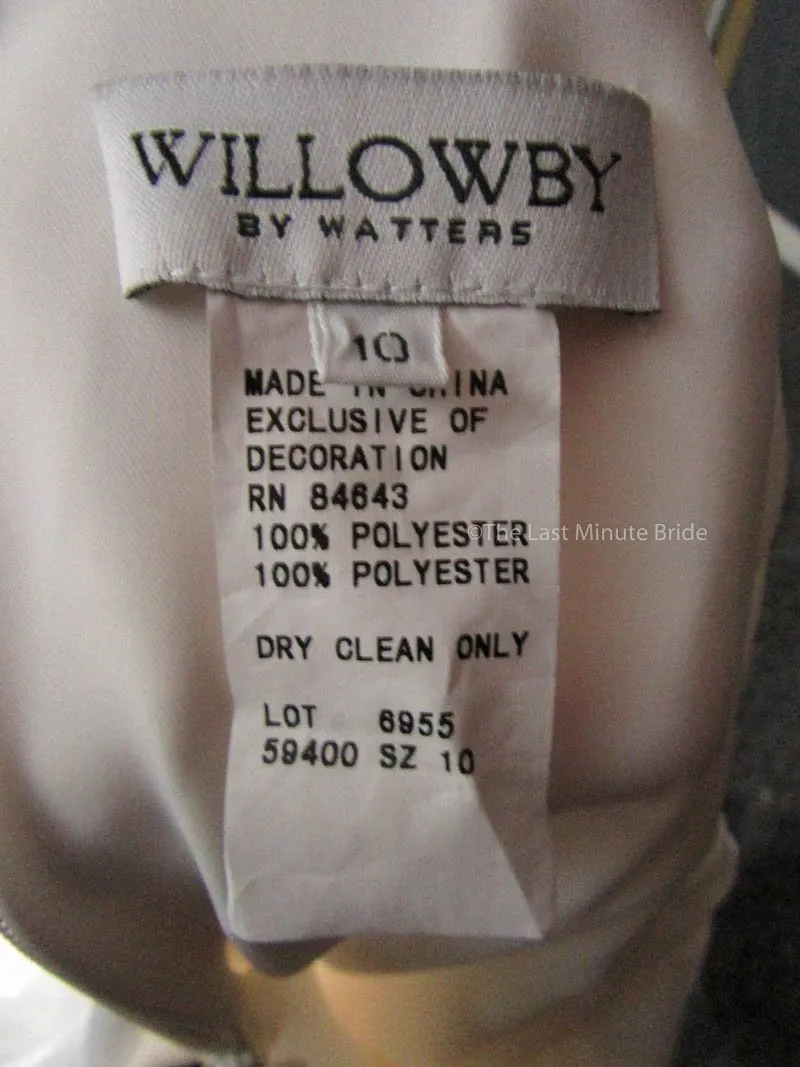 WILLOWBY
BY WATTERS
10
MADE IN CHINA
EXCLUSIVE OF
DECORATION
RN 84643
100% POLYESTER
©The Last Minute Bride
100% POLYESTER
DRY CLEAN ONLY
LOT 6955
59400 SZ 10